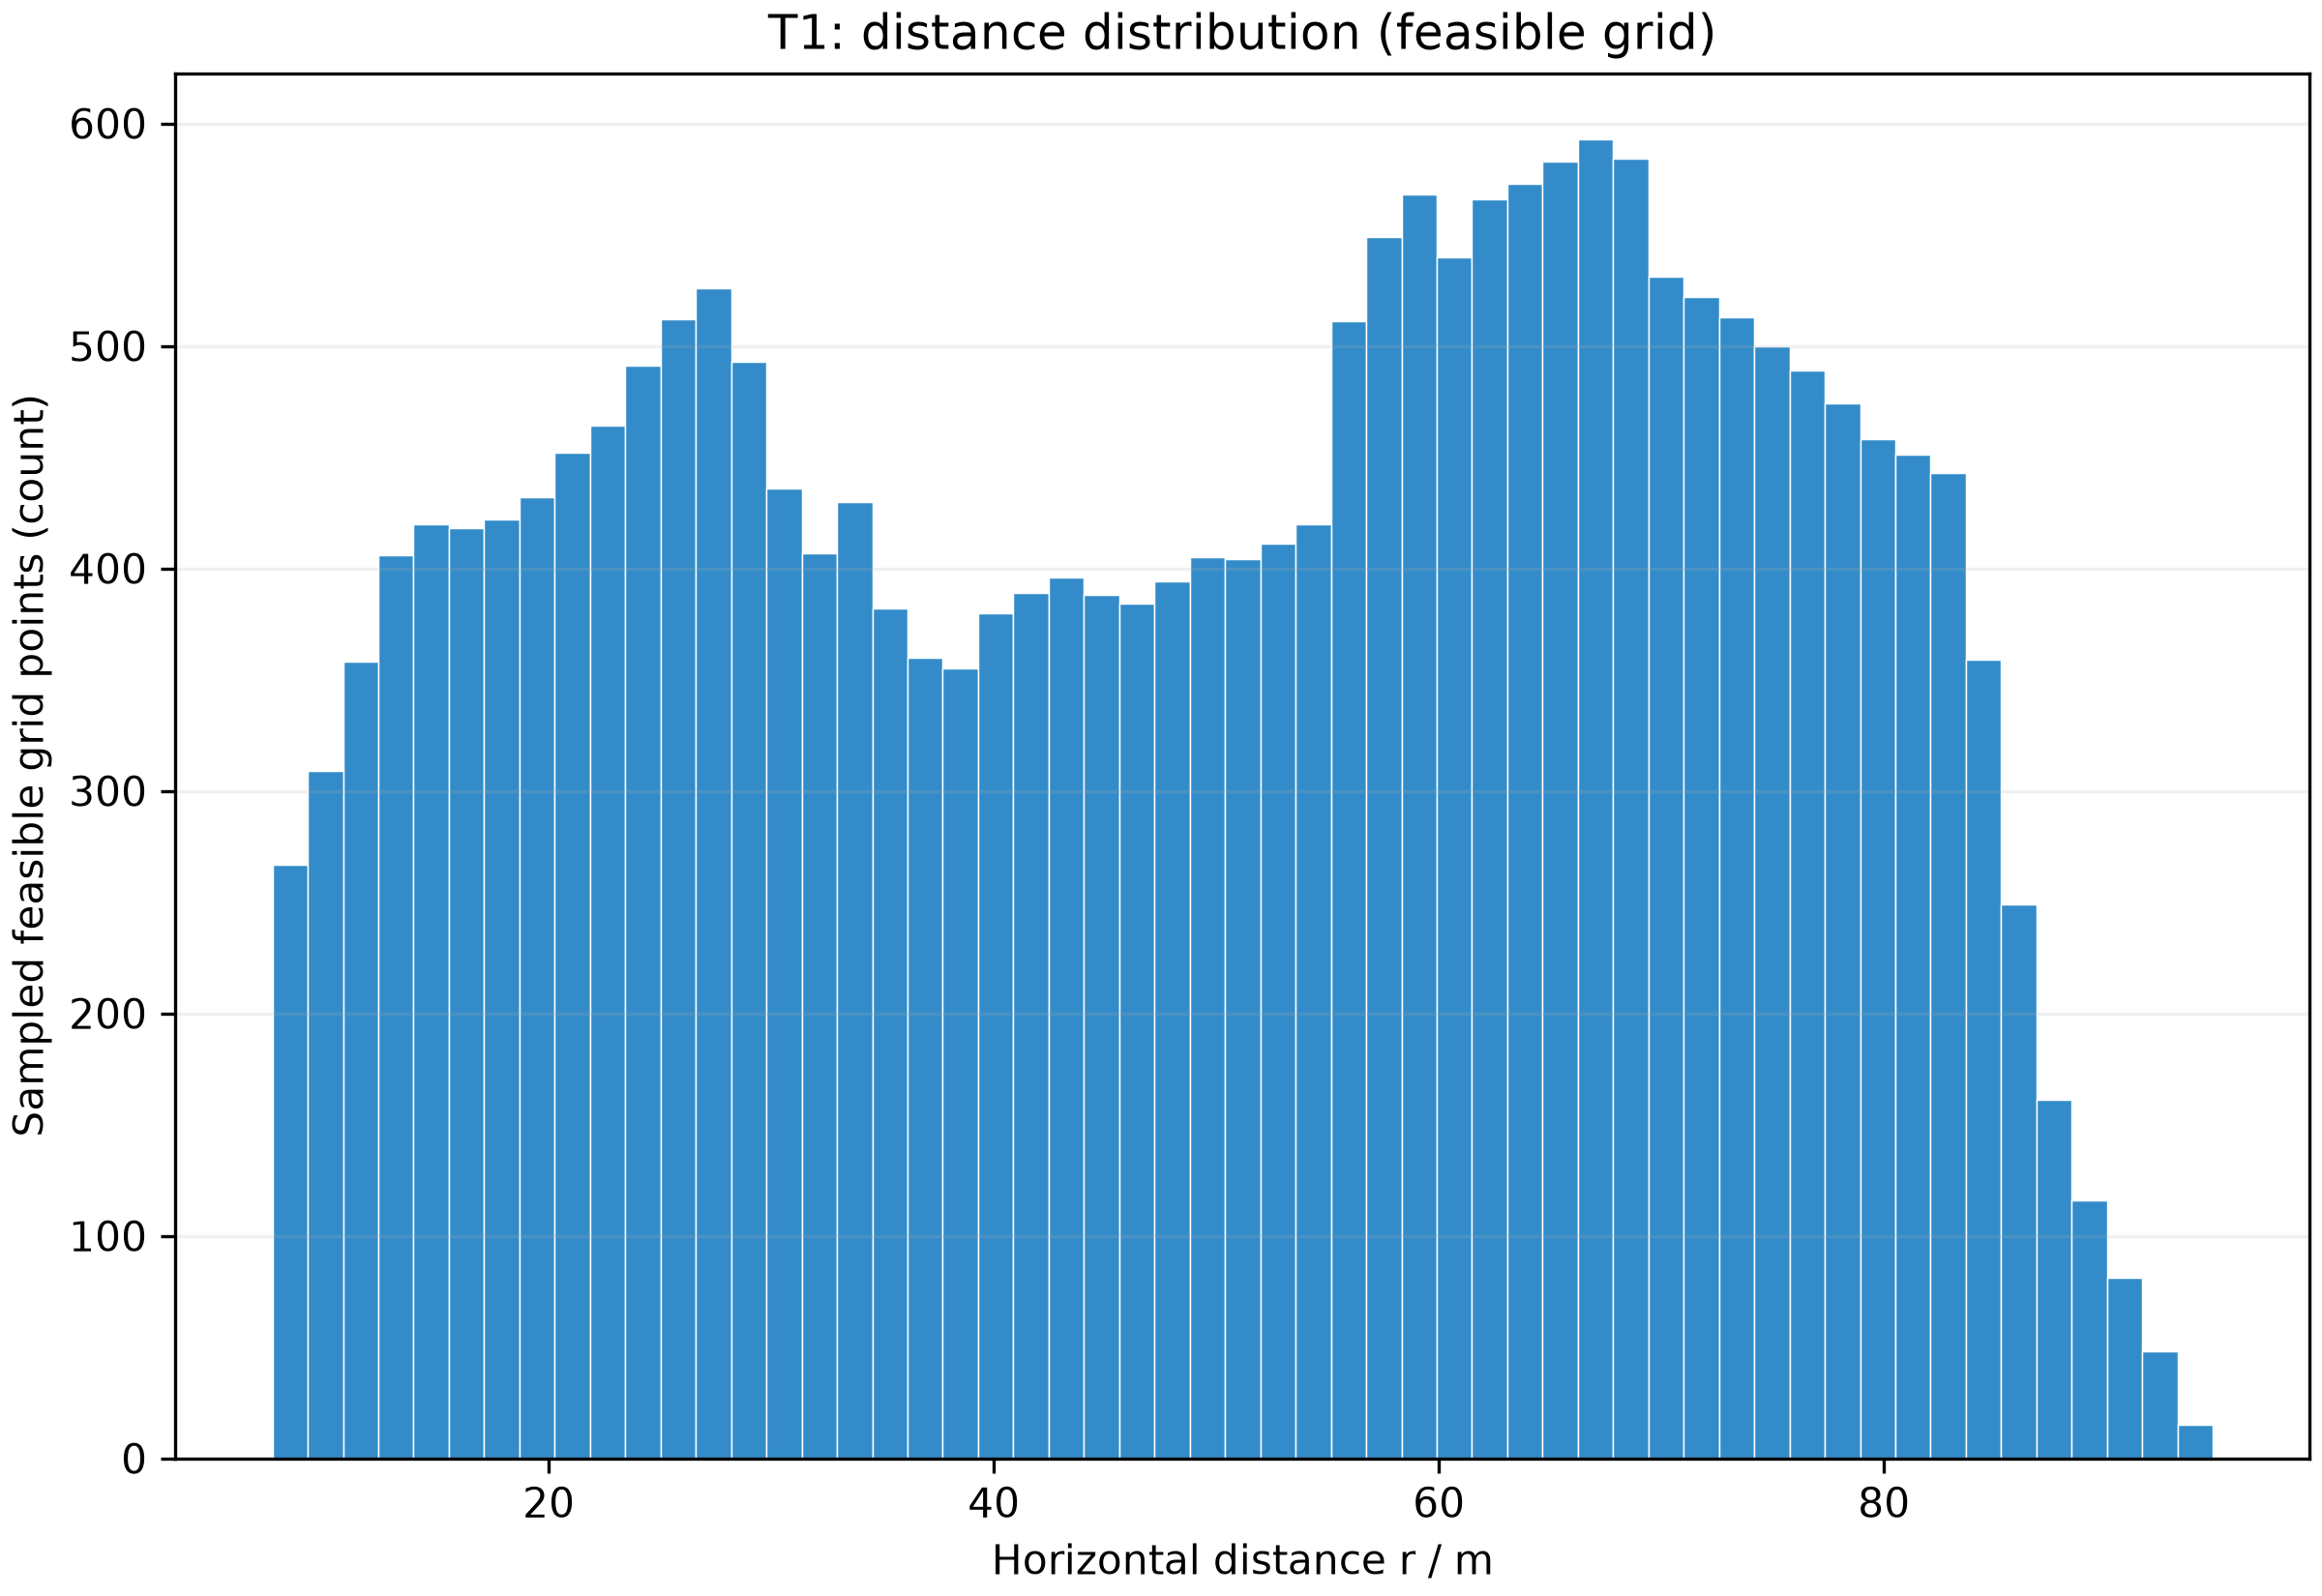 T1: distance distribution (feasible grid)
Sampled feasible grid points (count)
600
500
400
300
200
100
0
20 40 60 80
Horizontal distance r / m